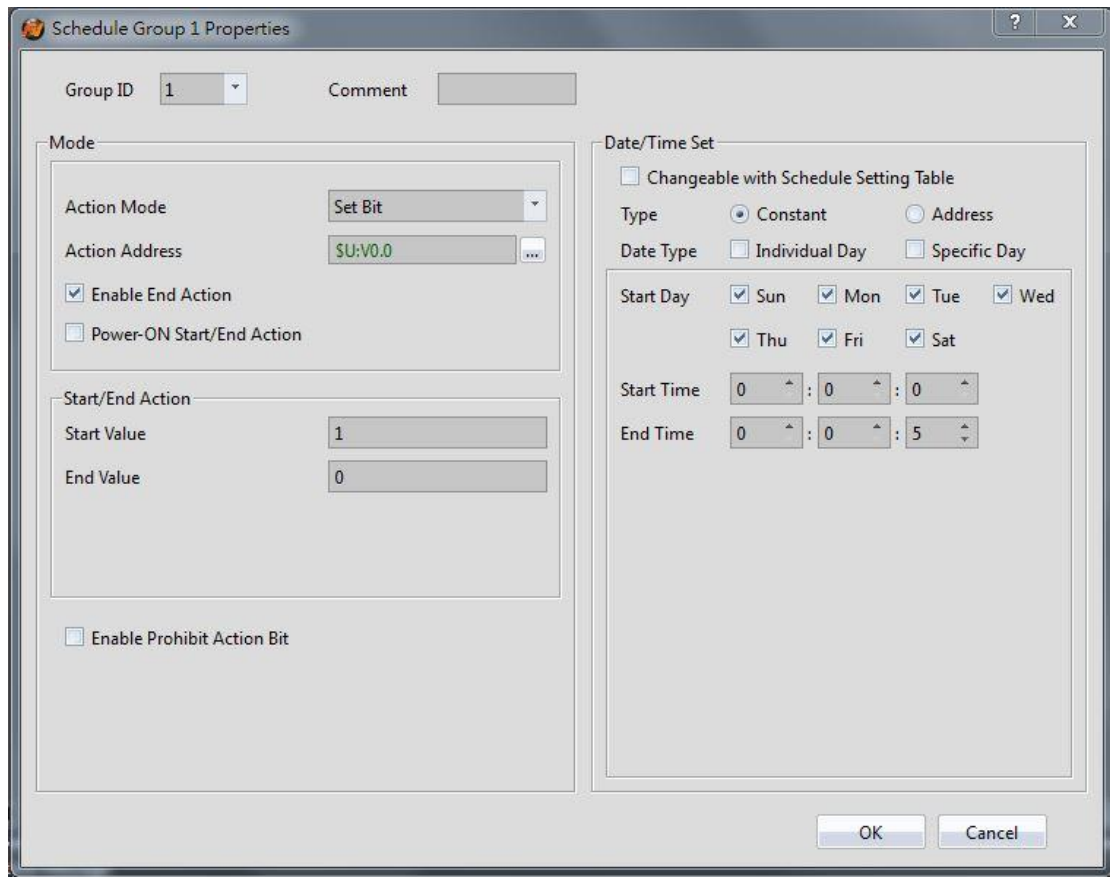 Schedule Group 1 Properties
Group ID 1 Comment
Mode
Action Mode Set Bit
Action Address $U:V0.0 ...
Enable End Action
Power-ON Start/End Action
Start/End Action
Start Value 1
End Value 0
Enable Prohibit Action Bit
Date/Time Set
Changeable with Schedule Setting Table
Type Constant Address
Date Type Individual Day Specific Day
Start Day Sun Mon Tue Wed
Thu Fri Sat
Start Time 0 : 0 : 0
End Time 0 : 0 : 5
OK Cancel